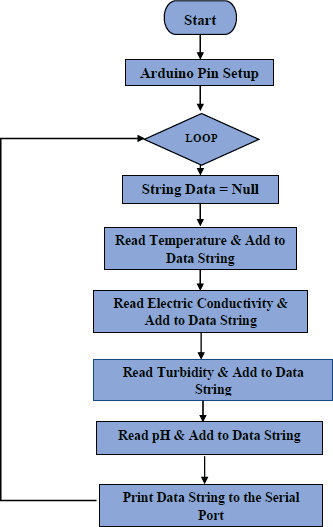 Start
Arduino Pin Setup
LOOP
String Data = Null
Read Temperature & Add to
Data String
Read Electric Conductivity &
Add to Data String
Read Turbidity & Add to Data
String
Read pH & Add to Data String
Print Data String to the Serial
Port